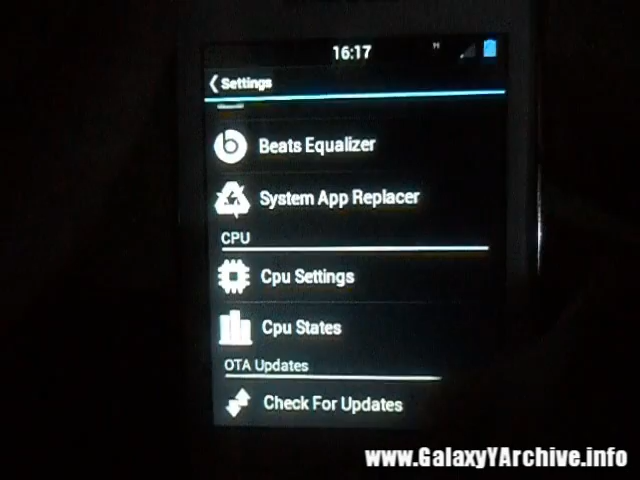 16:17
Settings
Beats Equalizer
System App Replacer
CPU
Cpu Settings
Cpu States
OTA Updates
Check For Updates
www.GalaxyYArchive.info